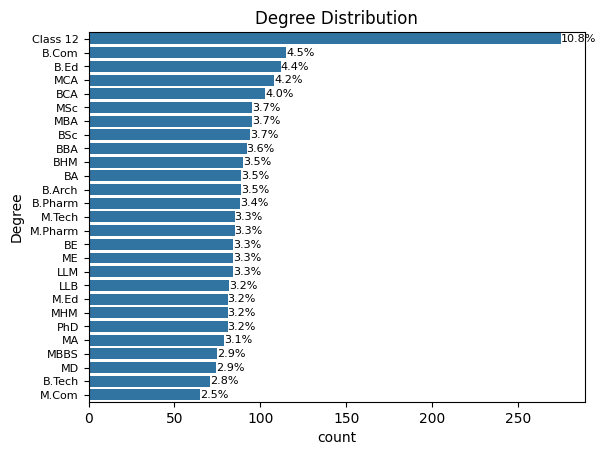 Degree Distribution
Class 12 10.8%
B.Com 4.5%
B.Ed 4.4%
MCA 4.2%
BCA 4.0%
MSc 3.7%
MBA 3.7%
BSc 3.7%
BBA 3.6%
BHM 3.5%
BA 3.5%
B.Arch 3.5%
B.Pharm 3.4%
M.Tech 3.3%
M.Pharm 3.3%
BE 3.3%
ME 3.3%
LLM 3.3%
LLB 3.2%
M.Ed 3.2%
MHM 3.2%
PhD 3.2%
MA 3.1%
MBBS 2.9%
MD 2.9%
B.Tech 2.8%
M.Com 2.5%
Degree
0 50 100 150 200 250
count